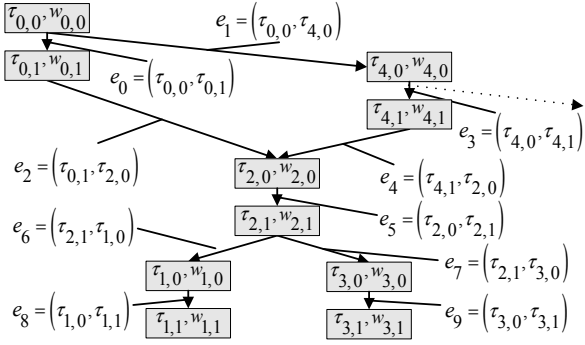 τ0,0, w0,0
e1 = (τ0,0, τ4,0)
τ0,1, w0,1
e0 = (τ0,0, τ0,1)
τ4,0, w4,0
τ4,1, w4,1
e3 = (τ4,0, τ4,1)
e2 = (τ0,1, τ2,0)
τ2,0, w2,0
e4 = (τ4,1, τ2,0)
τ2,1, w2,1
e5 = (τ2,0, τ2,1)
e6 = (τ2,1, τ1,0)
τ1,0, w1,0
τ3,0, w3,0
e7 = (τ2,1, τ3,0)
e8 = (τ1,0, τ1,1)
τ1,1, w1,1
τ3,1, w3,1
e9 = (τ3,0, τ3,1)